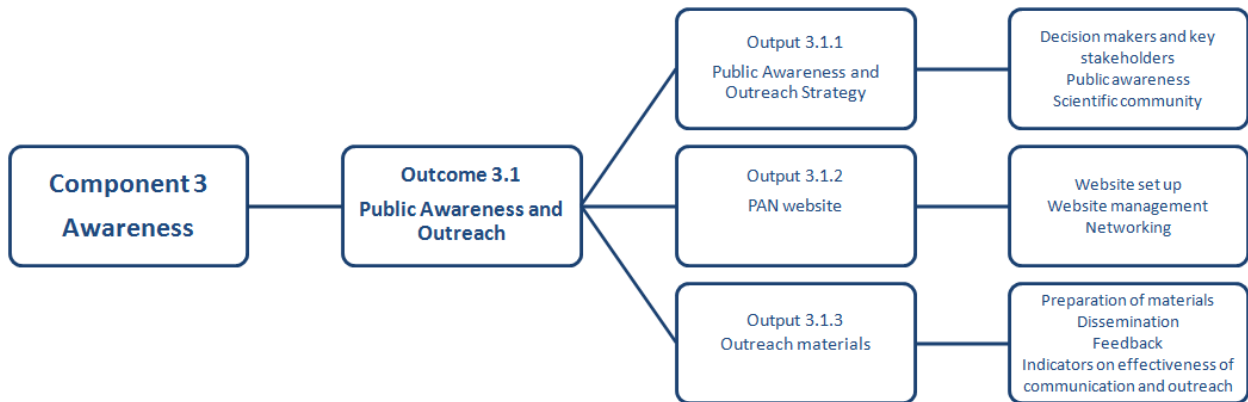 Component 3
Awareness
Outcome 3.1
Public Awareness and
Outreach
Output 3.1.1
Public Awareness and
Outreach Strategy
Decision makers and key
stakeholders
Public awareness
Scientific community
Output 3.1.2
PAN website
Website set up
Website management
Networking
Output 3.1.3
Outreach materials
Preparation of materials
Dissemination
Feedback
Indicators on effectiveness of
communication and outreach